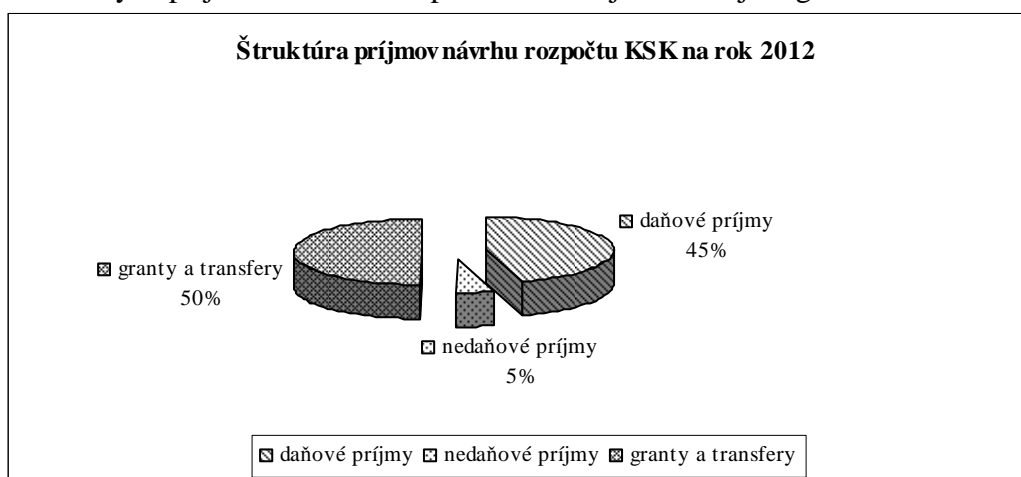 Štruktúra príjmov návrhu rozpočtu KSK na rok 2012
daňové príjmy
45%
granty a transfery
50%
nedaňové príjmy
5%
daňové príjmy nedaňové príjmy granty a transfery